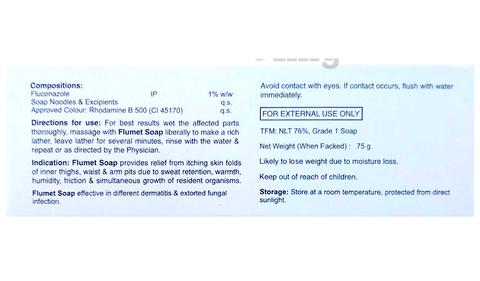 Compositions:
Fluconazole IP 1% w/w
Soap Noodles & Excipients q.s.
Approved Colour: Rhodamine B 500 (CI 45170) q.s.
Directions for use: For best results wet the affected parts
thoroughly, massage with Flumet Soap liberally to make a rich
lather, leave lather for several minutes, rinse with the water &
repeat or as directed by the Physician.
Indication: Flumet Soap provides relief from itching skin folds
of inner thighs, waist & arm pits due to sweat retention, warmth,
humidity, friction & simultaneous growth of resident organisms.
Flumet Soap effective in different dermatitis & extorted fungal
infection.
Avoid contact with eyes. If contact occurs, flush with water
immediately.
FOR EXTERNAL USE ONLY
TFM: NLT 76%, Grade 1 Soap
Net Weight (When Facked) : 75 g
Likely to lose weight due to moisture loss.
Keep out of reach of children.
Storage: Store at a room temperature, protected from direct
sunlight.